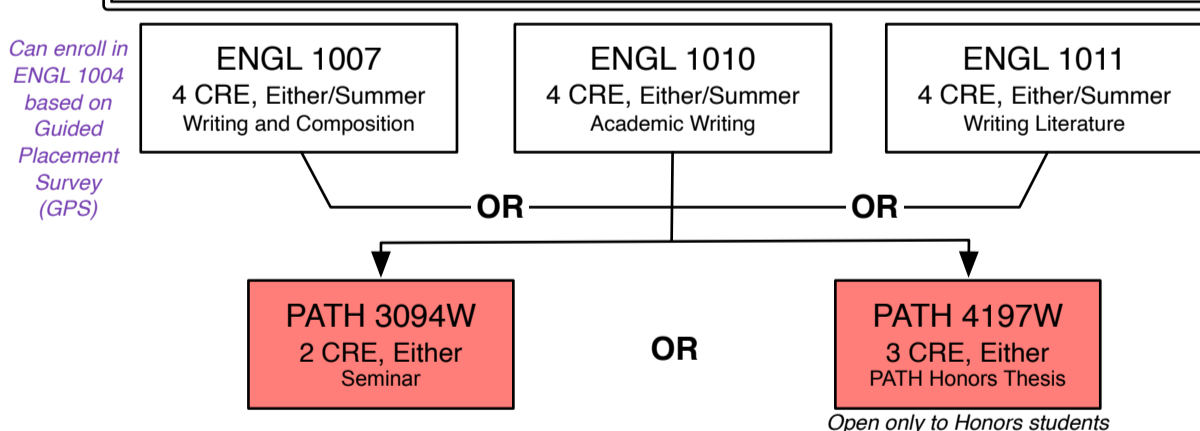 Can enroll in
ENGL 1004
based on
Guided
Placement
Survey
(GPS)
ENGL 1007
4 CRE, Either/Summer
Writing and Composition
ENGL 1010
4 CRE, Either/Summer
Academic Writing
ENGL 1011
4 CRE, Either/Summer
Writing Literature
OR
OR
PATH 3094W
2 CRE, Either
Seminar
OR
PATH 4197W
3 CRE, Either
PATH Honors Thesis
Open only to Honors students